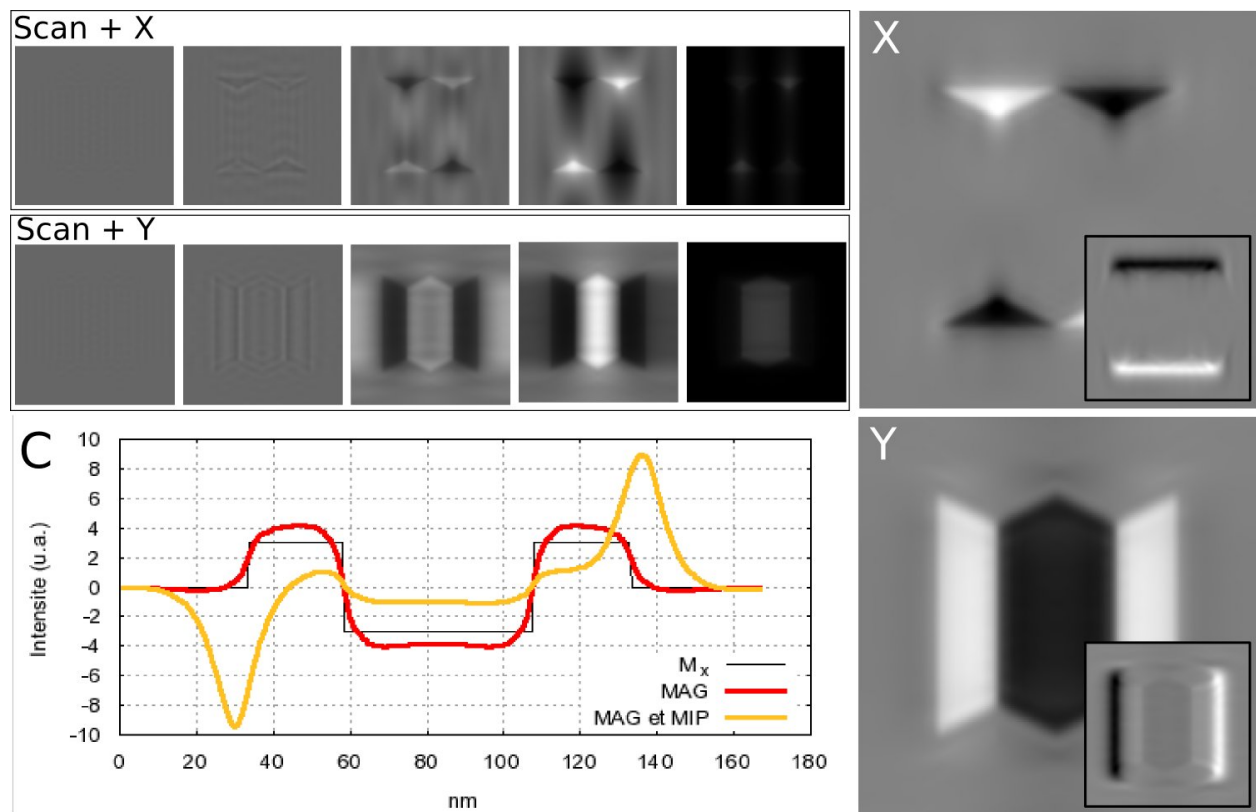 Scan + X
X
Scan + Y
Y
C
10
8
6
4
2
0
-2
-4
-6
-8
-10
Intensite (u.a.)
Mx
MAG
MAG et MIP
0 20 40 60 80 100 120 140 160 180
nm